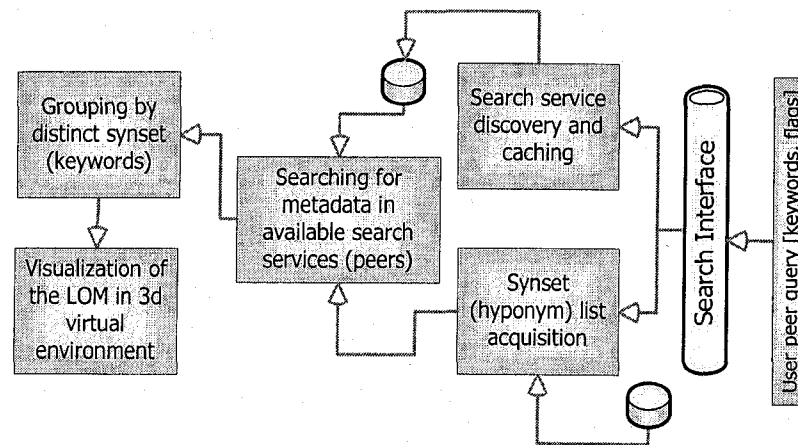 Grouping by
distinct synset
(keywords)
Visualization of
the LOM in 3d
virtual
environment
Searching for
metadata in
available search
services (peers)
Search service
discovery and
caching
Synset
(hyponym) list
acquisition
Search Interface
User peer query [keywords, flags]